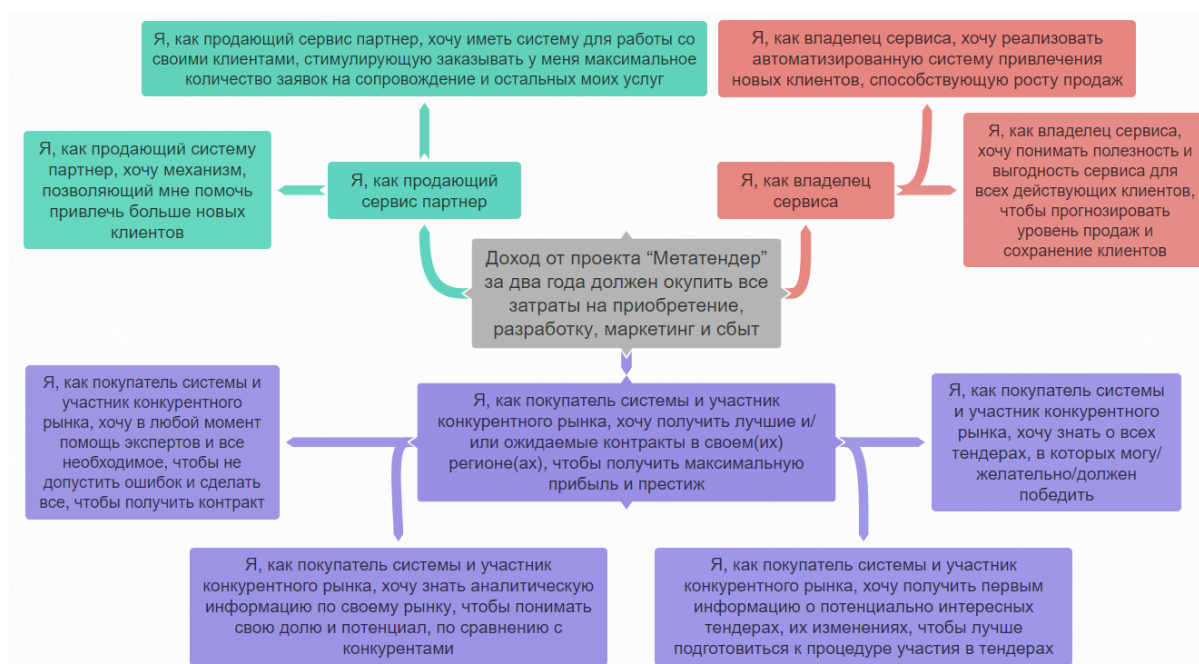 Я, как продающий сервис партнер, хочу иметь систему для работы со
своими клиентами, стимулирующую заказывать у меня максимальное
количество заявок на сопровождение и остальных моих услуг
Я, как владелец сервиса, хочу реализовать
автоматизированную систему привлечения
новых клиентов, способствующую росту продаж
Я, как продающий систему
партнер, хочу механизм,
позволяющий мне помочь
привлечь больше новых
клиентов
Я, как продающий
сервис партнер
Я, как владелец
сервиса
Я, как владелец сервиса,
хочу понимать полезность и
выгодность сервиса для
всех действующих клиентов,
чтобы прогнозировать
уровень продаж и
сохранение клиентов
Доход от проекта “Метатендер”
за два года должен окупить все
затраты на приобретение,
разработку, маркетинг и сбыт
Я, как покупатель системы и
участник конкурентного
рынка, хочу в любой момент
помощь экспертов и все
необходимое, чтобы не
допустить ошибок и сделать
все, чтобы получить контракт
Я, как покупатель системы и участник
конкурентного рынка, хочу получить лучшие и/
или ожидаемые контракты в своем(их)
регионе(ах), чтобы получить максимальную
прибыль и престиж
Я, как покупатель системы
и участник конкурентного
рынка, хочу знать о всех
тендерах, в которых могу/
желательно/должен
победить
Я, как покупатель системы и участник
конкурентного рынка, хочу знать аналитическую
информацию по своему рынку, чтобы понимать
свою долю и потенциал, по сравнению с
конкурентами
Я, как покупатель системы и участник
конкурентного рынка, хочу получить первым
информацию о потенциально интересных
тендерах, их изменениях, чтобы лучше
подготовиться к процедуре участия в тендерах